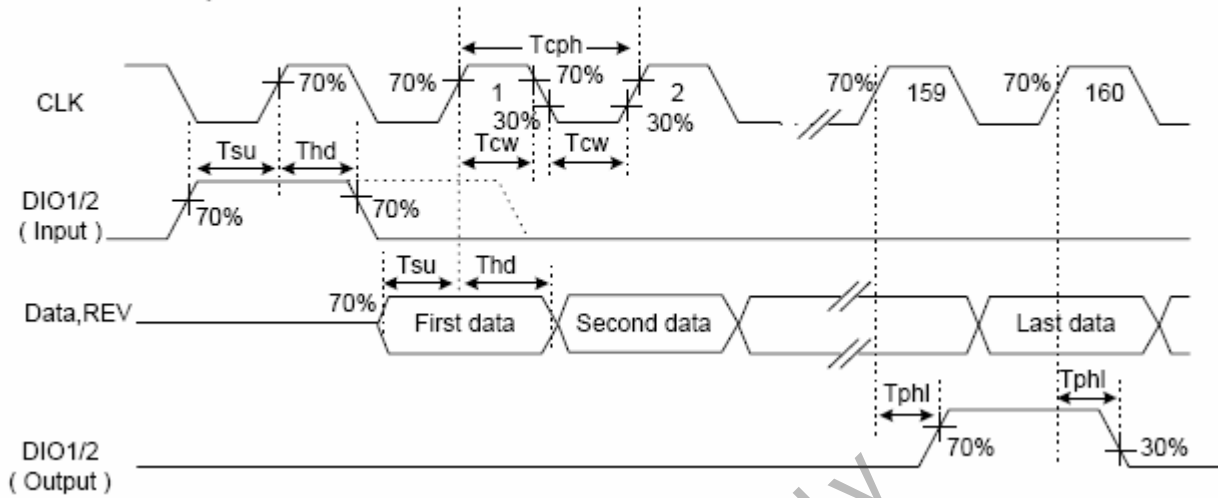 Tcph
70%
70%
70%
70%
70%
CLK
1
2
159
160
30%
30%
Tsu
Thd
Tcw
Tcw
DIO1/2
( Input )
70%
70%
Tsu
Thd
70%
Data,REV
First data
Second data
Last data
Tphl
Tphl
DIO1/2
( Output )
70%
30%